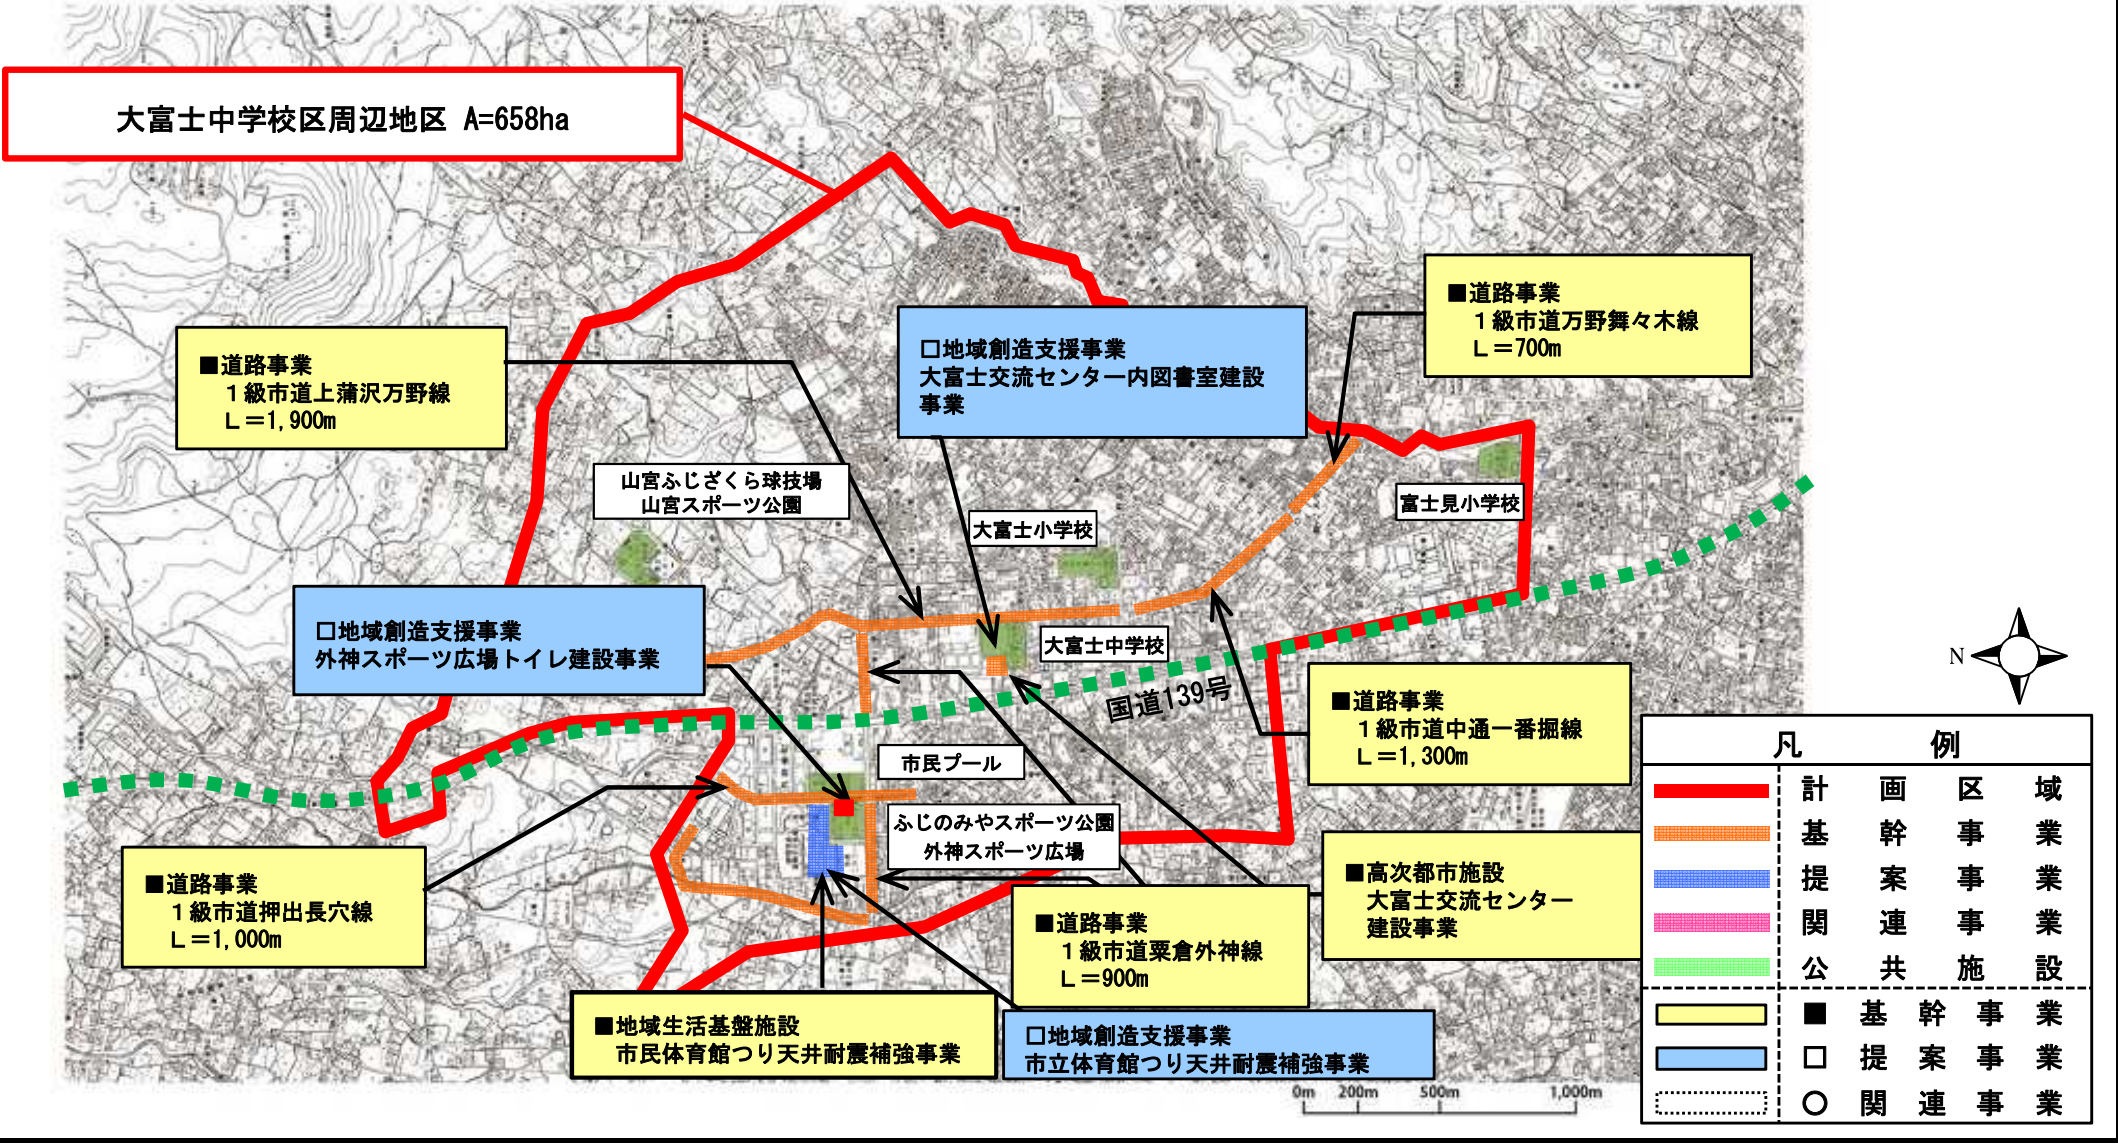 大富士中学校区周辺地区 A=658ha
■道路事業
1級市道万野舞々木線
L=700m
□地域創造支援事業
大富士交流センター内図書室建設
事業
■道路事業
1級市道上蒲沢万野線
L=1,900m
山宮ふじざくら球技場
山宮スポーツ公園
大富士小学校
富士見小学校
□地域創造支援事業
外神スポーツ広場トイレ建設事業
大富士中学校
国道139号
N
■道路事業
1級市道中通一番掘線
L=1,300m
市民プール
ふじのみやスポーツ公園
外神スポーツ広場
■道路事業
1級市道押出長穴線
L=1,000m
■高次都市施設
大富士交流センター
建設事業
■道路事業
1級市道粟倉外神線
L=900m
■地域生活基盤施設
市民体育館つり天井耐震補強事業
□地域創造支援事業
市立体育館つり天井耐震補強事業
0m 200m 500m 1,000m
凡例
計画区域
基幹事業
提案事業
関連事業
公共施設
■ 基幹事業
□ 提案事業
○ 関連事業